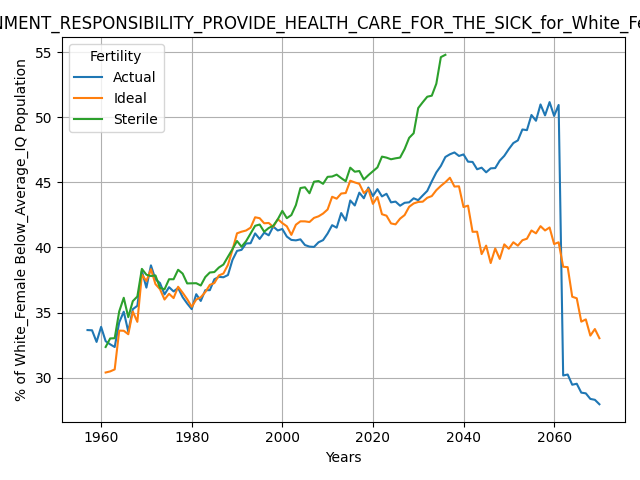 NMENT_RESPONSIBILITY_PROVIDE_HEALTH_CARE_FOR_THE_SICK_for_White_Fe
% of White_Female Below_Average_IQ Population
55
50
45
40
35
30
Fertility
Actual
Ideal
Sterile
1960
1980
2000
2020
2040
2060
Years